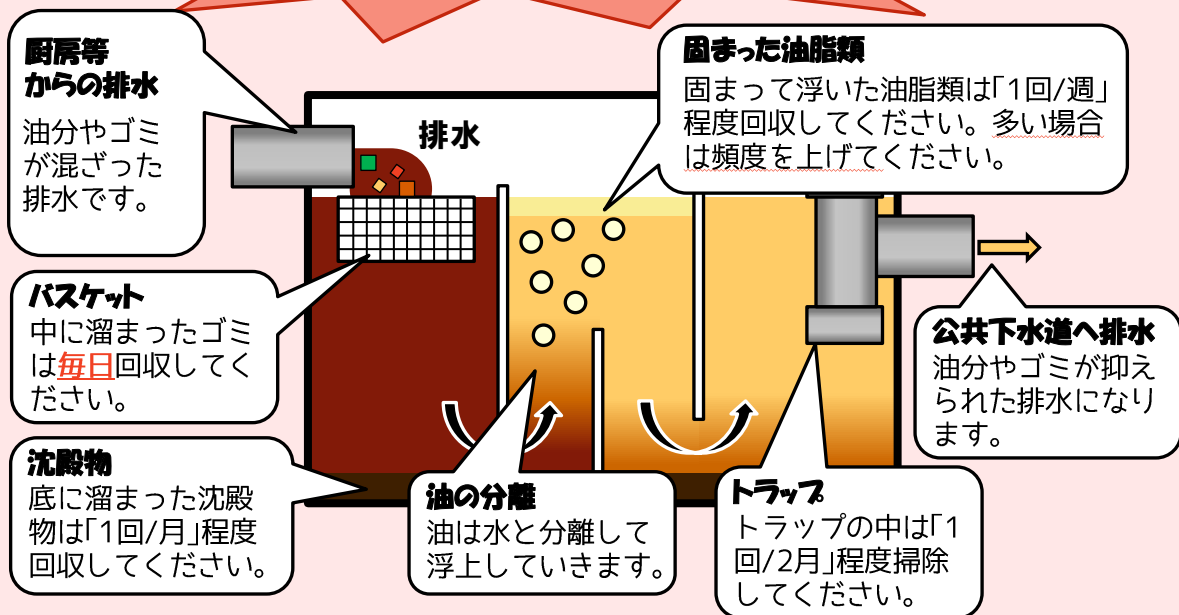 厨房等
からの排水
油分やゴミ
が混ざった
排水です。
排水
固まった油脂類
固まって浮いた油脂類は「1回/週」
程度回収してください。多い場合
は頻度を上げてください。
バスケット
中に溜まったゴミ
は毎日回収してく
ださい。
公共下水道へ排水
油分やゴミが抑え
られた排水になり
ます。
沈殿物
底に溜まった沈殿
物は「1回/月」程度
回収してください。
油の分離
油は水と分離して
浮上していきます。
トラップ
トラップの中は「1
回/2月」程度掃除
してください。